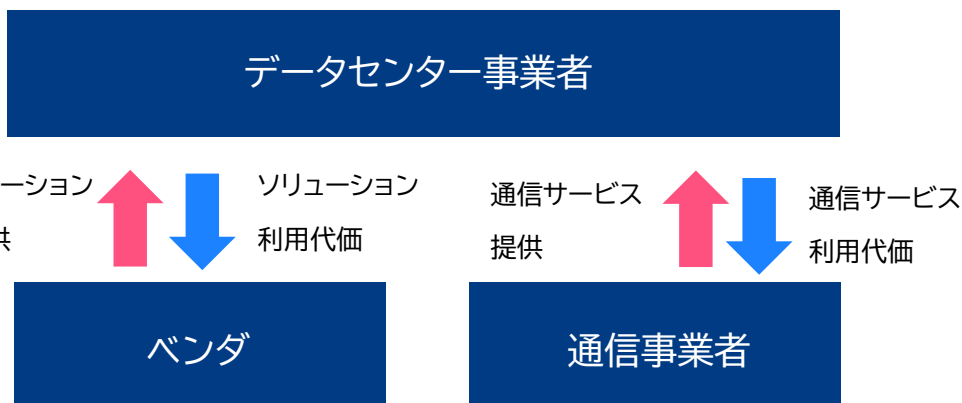 データセンター事業者
ーション
供
ソリューション
利用代価
通信サービス
提供
通信サービス
利用代価
ベンダ
通信事業者